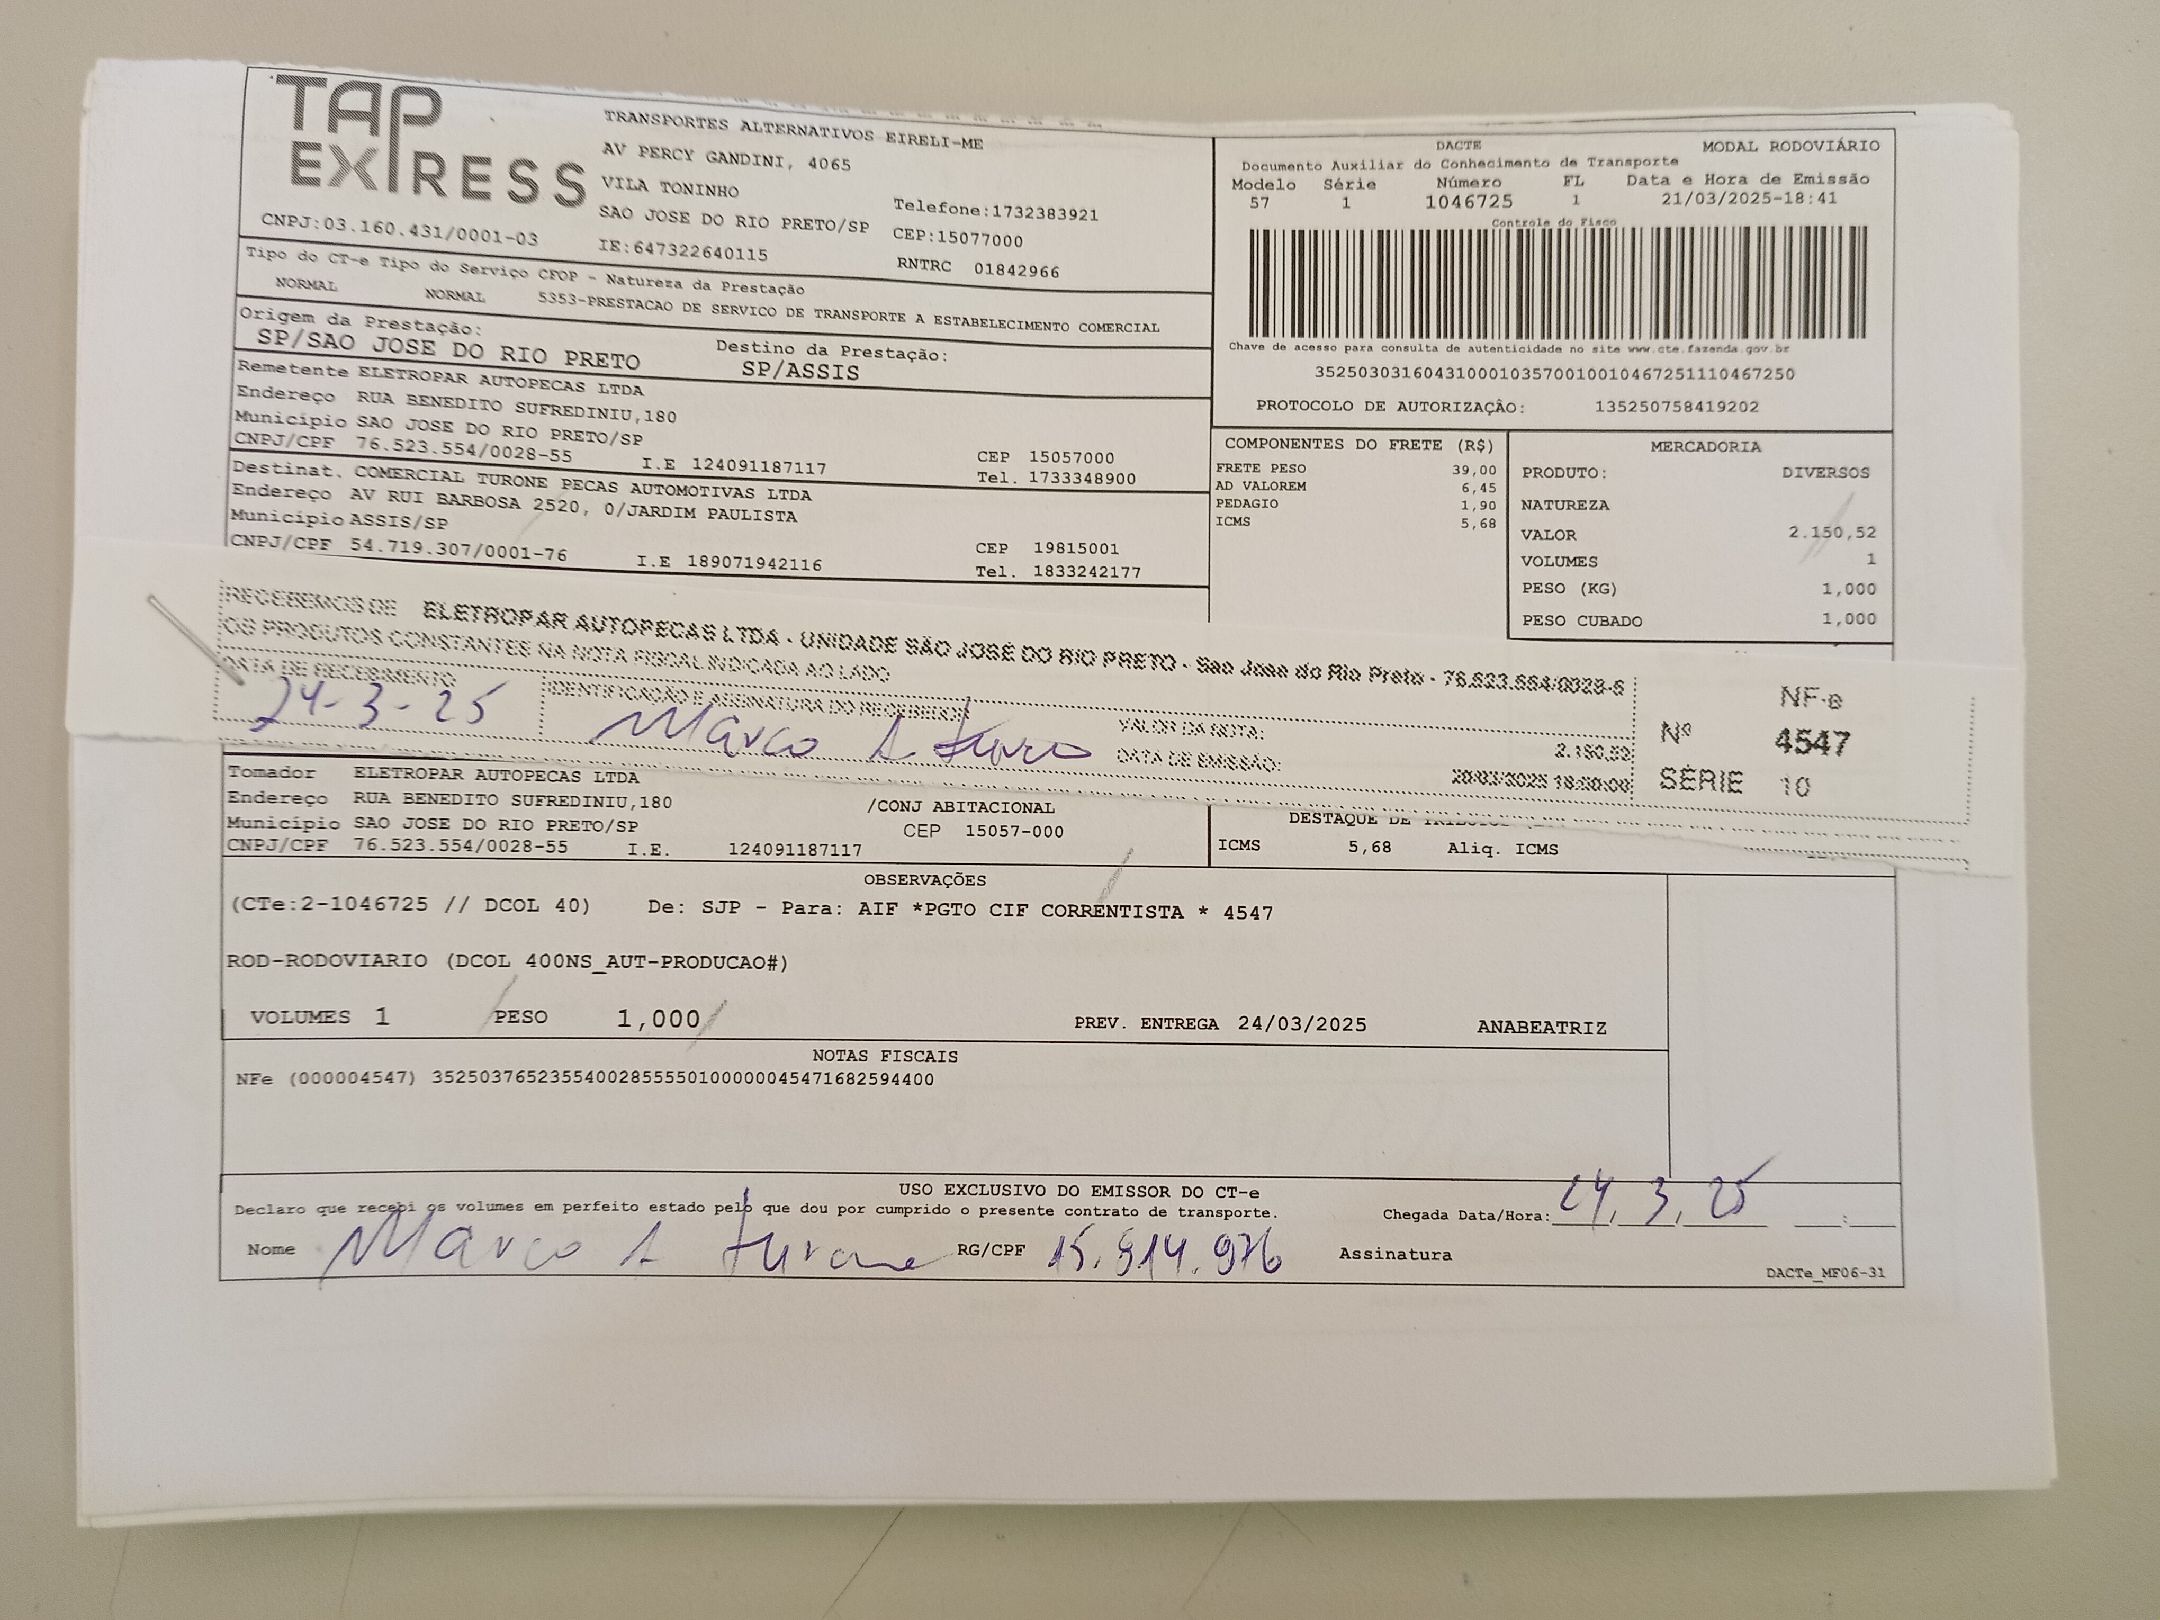 TAP EXPRESS
CNPJ:03.160.431/0001-03
TRANSPORTES ALTERNATIVOS EIRELI-ME
AV PERCY GANDINI, 4065
VILA TONINHO
SAO JOSE DO RIO PRETO/SP
IE:647322640115
Telefone:1732383921
CEP:15077000
RNTRC 01842966
DACTE MODAL RODOVIÁRIO
Documento Auxiliar do Conhecimento de Transporte
Modelo Série Número FL Data e Hora de Emissão
57 1 1046725 1 21/03/2025-18:41
Controle do Fisco
Chave de acesso para consulta de autenticidade no site www.cte.fazenda.gov.br
35250303160431000103570010010467251110467250
PROTOCOLO DE AUTORIZAÇÃO: 135250758419202
Tipo do CT-e Tipo do Serviço CFOP - Natureza da Prestação
NORMAL NORMAL 5353-PRESTACAO DE SERVICO DE TRANSPORTE A ESTABELECIMENTO COMERCIAL
Origem da Prestação: Destino da Prestação:
SP/SAO JOSE DO RIO PRETO SP/ASSIS
Remetente ELETROPAR AUTOPECAS LTDA
Endereço RUA BENEDITO SUFREDINIU,180
Município SAO JOSE DO RIO PRETO/SP CEP 15057000
CNPJ/CPF 76.523.554/0028-55 I.E 124091187117 Tel. 1733348900
Destinat. COMERCIAL TURONE PECAS AUTOMOTIVAS LTDA
Endereço AV RUI BARBOSA 2520, 0/JARDIM PAULISTA
Município ASSIS/SP CEP 19815001
CNPJ/CPF 54.719.307/0001-76 I.E 189071942116 Tel. 1833242177
COMPONENTES DO FRETE (R$)
FRETE PESO 39,00
AD VALOREM 6,45
PEDAGIO 1,90
ICMS 5,68
MERCADORIA
PRODUTO: DIVERSOS
NATUREZA
VALOR 2.150,52
VOLUMES 1
PESO (KG) 1,000
PESO CUBADO 1,000
RECEBEMOS DE ELETROPAR AUTOPECAS LTDA - UNIDADE SÃO JOSÉ DO RIO PRETO - Sao Jose do Rio Preto - 76.523.554/0028-5
OS PRODUTOS CONSTANTES NA NOTA FISCAL INDICADA AO LADO
DATA DE RECEBIMENTO IDENTIFICAÇÃO E ASSINATURA DO RECEBEDOR
24-3-25 Marco A Turone
VALOR DA NOTA: 2.150,52
DATA DE EMISSÃO: 20/03/2025
NF-e
Nº 4547
SÉRIE 10
Tomador ELETROPAR AUTOPECAS LTDA
Endereço RUA BENEDITO SUFREDINIU,180 /CONJ ABITACIONAL
Município SAO JOSE DO RIO PRETO/SP CEP 15057-000
CNPJ/CPF 76.523.554/0028-55 I.E. 124091187117
DESTAQUE DE
ICMS 5,68 Aliq. ICMS
OBSERVAÇÕES
(CTe:2-1046725 // DCOL 40) De: SJP - Para: AIF *PGTO CIF CORRENTISTA * 4547
ROD-RODOVIARIO (DCOL 400NS_AUT-PRODUCAO#)
VOLUMES 1 PESO 1,000 PREV. ENTREGA 24/03/2025 ANABEATRIZ
NOTAS FISCAIS
NFe (000004547) 35250376523554002855550100000045471682594400
USO EXCLUSIVO DO EMISSOR DO CT-e
Declaro que recebi os volumes em perfeito estado pelo que dou por cumprido o presente contrato de transporte. Chegada Data/Hora: 24, 3, 25
Nome Marco A Turone RG/CPF 15.814.976 Assinatura
DACTe_MF06-31